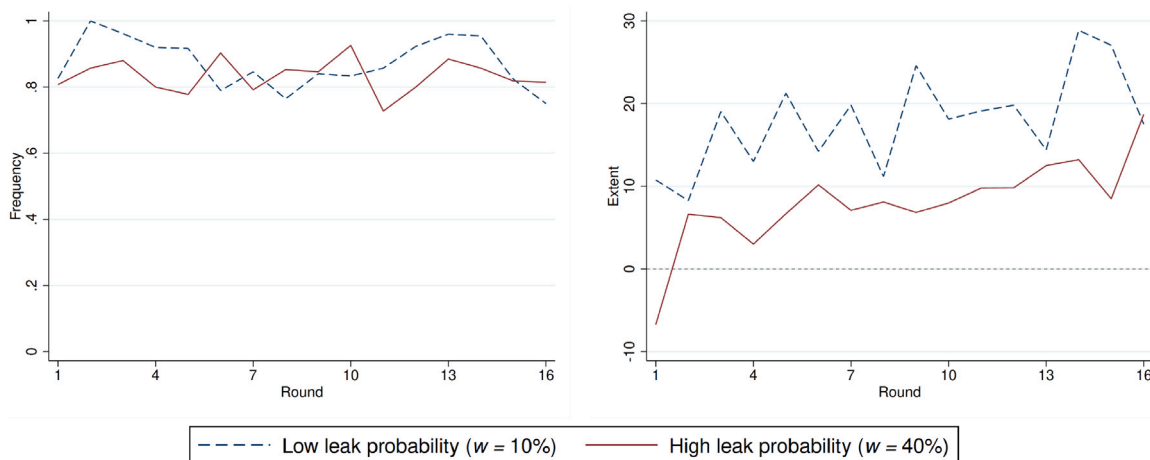 1
.8
.6
.4
.2
0
Frequency
1 4 7 10 13 16
Round
30
20
10
0
-10
Extent
1 4 7 10 13 16
Round
Low leak probability (w = 10%) High leak probability (w = 40%)